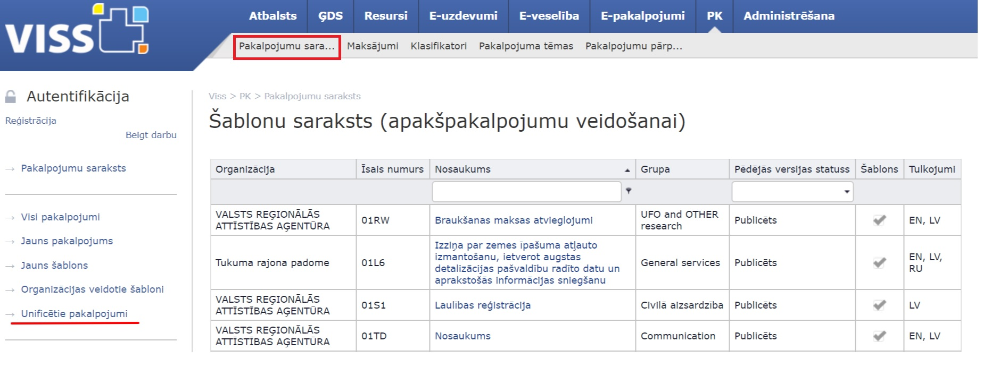 VISS
Atbalsts ĢDS Resursi E-uzdevumi E-veselība E-pakalpojumi PK Administrēšana
Pakalpojumu sara... Maksājumi Klasifikatori Pakalpojuma tēmas Pakalpojumu pārp...
Autentifikācija
Reģistrācija
Beigt darbu
→ Pakalpojumu saraksts
→ Visi pakalpojumi
→ Jauns pakalpojums
→ Jauns šablons
→ Organizācijas veidotie šabloni
→ Unificētie pakalpojumi
Viss > PK > Pakalpojumu saraksts
Šablonu saraksts (apakšpakalpojumu veidošanai)
Organizācija Īsais numurs Nosaukums Grupa Pēdējās versijas statuss Šablons Tulkojumi
VALSTS REĢIONĀLĀS
ATTĪSTĪBAS AĢENTŪRA
01RW
Braukšanas maksas atvieglojumi
UFO and OTHER
research
Publicēts
EN, LV
Tukuma rajona padome
01L6
Izziņa par zemes īpašuma atļauto
izmantošanu, ietverot augstas
detalizācijas pašvaldību radīto datu un
aprakstošās informācijas sniegšanu
General services
Publicēts
EN, LV,
RU
VALSTS REĢIONĀLĀS
ATTĪSTĪBAS AĢENTŪRA
01S1
Laulības reģistrācija
Civilā aizsardzība
Publicēts
LV
VALSTS REĢIONĀLĀS
ATTĪSTĪBAS AĢENTŪRA
01TD
Nosaukums
Communication
Publicēts
EN, LV